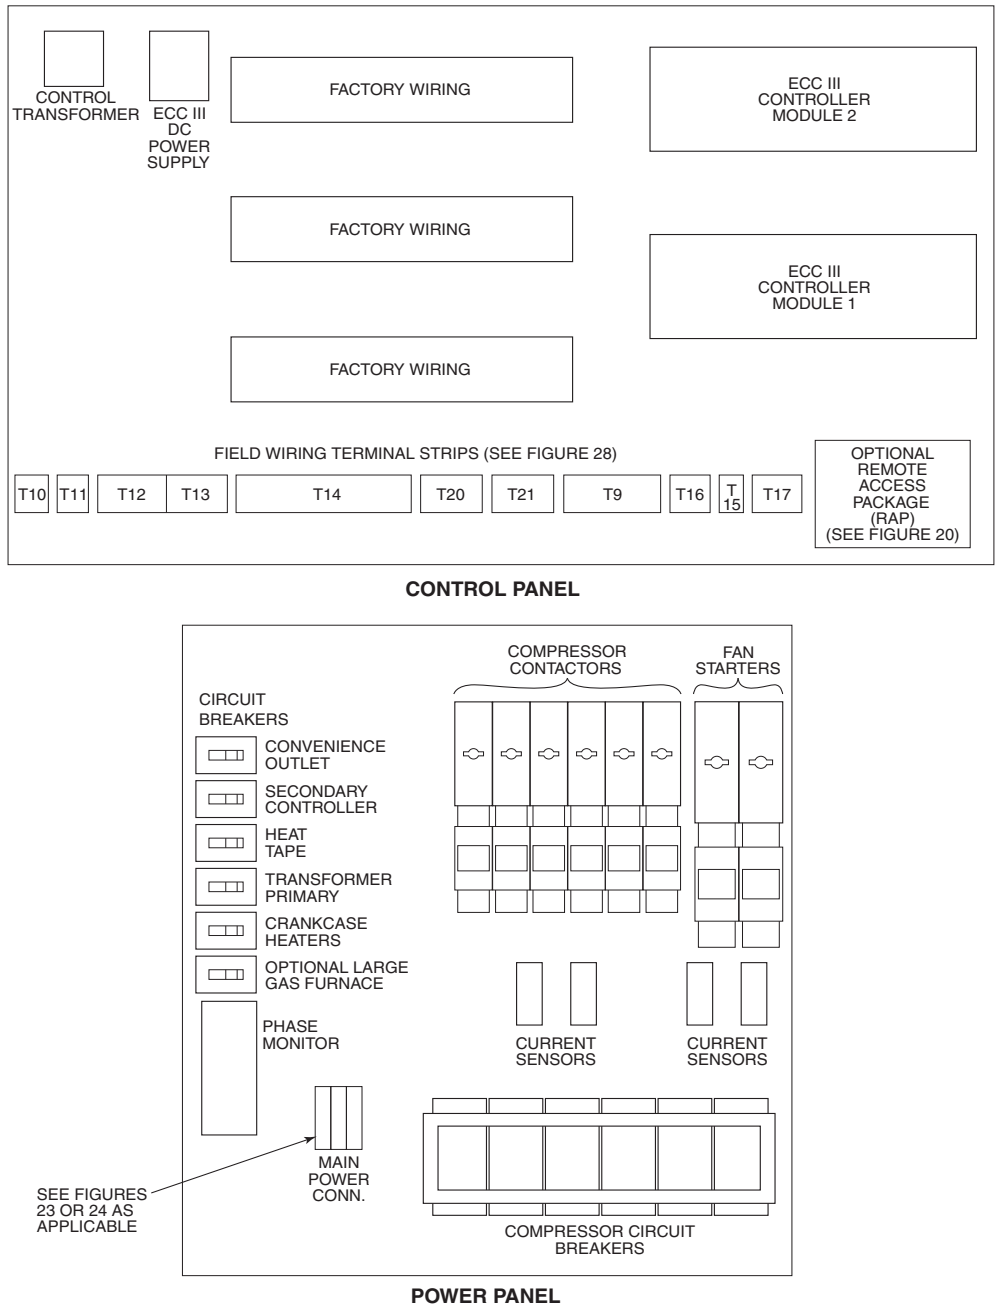 CONTROL
TRANSFORMER
ECC III
DC
POWER
SUPPLY
FACTORY WIRING
ECC III
CONTROLLER
MODULE 2
FACTORY WIRING
ECC III
CONTROLLER
MODULE 1
FACTORY WIRING
FIELD WIRING TERMINAL STRIPS (SEE FIGURE 28)
T10
T11
T12
T13
T14
T20
T21
T9
T16
T
15
T17
OPTIONAL
REMOTE
ACCESS
PACKAGE
(RAP)
(SEE FIGURE 20)
CONTROL PANEL
COMPRESSOR
CONTACTORS
FAN
STARTERS
CIRCUIT
BREAKERS
CONVENIENCE
OUTLET
SECONDARY
CONTROLLER
HEAT
TAPE
TRANSFORMER
PRIMARY
CRANKCASE
HEATERS
OPTIONAL LARGE
GAS FURNACE
PHASE
MONITOR
CURRENT
SENSORS
CURRENT
SENSORS
MAIN
POWER
CONN.
SEE FIGURES
23 OR 24 AS
APPLICABLE
COMPRESSOR CIRCUIT
BREAKERS
POWER PANEL